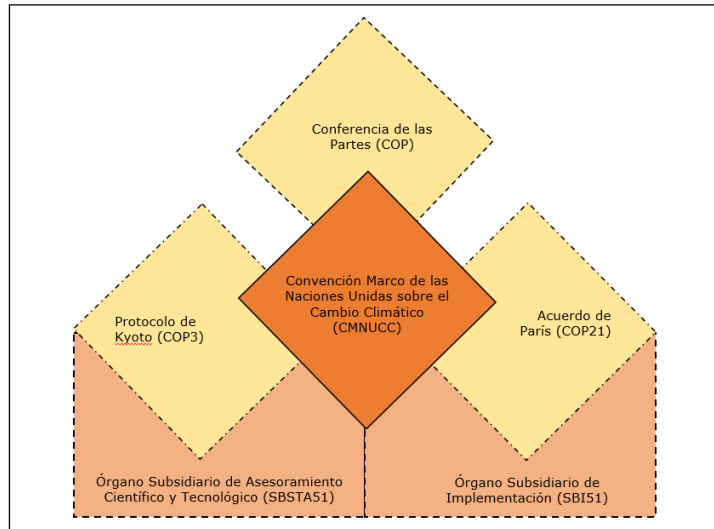 Conferencia de las
Partes (COP)
Convención Marco de las
Naciones Unidas sobre el
Cambio Climático
(CMNUCC)
Protocolo de
Kyoto (COP3)
Acuerdo de
París (COP21)
Órgano Subsidiario de Asesoramiento
Científico y Tecnológico (SBSTA51)
Órgano Subsidiario de
Implementación (SBI51)